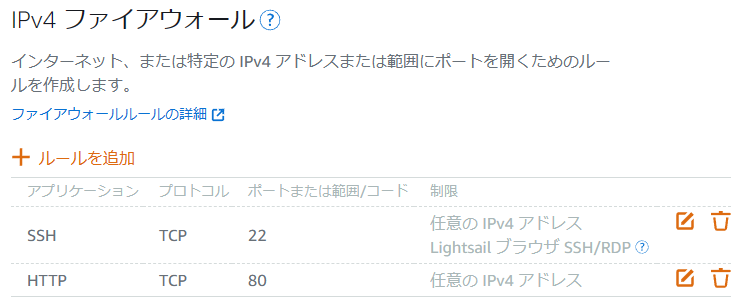 IPv4 ファイアウォール ?
インターネット、または特定の IPv4 アドレスまたは範囲にポートを開くためのルー
ルを作成します。
ファイアウォールルールの詳細
+ ルールを追加
アプリケーション プロトコル ポートまたは範囲/コード 制限
SSH TCP 22 任意の IPv4 アドレス
Lightsail ブラウザ SSH/RDP ?
HTTP TCP 80 任意の IPv4 アドレス